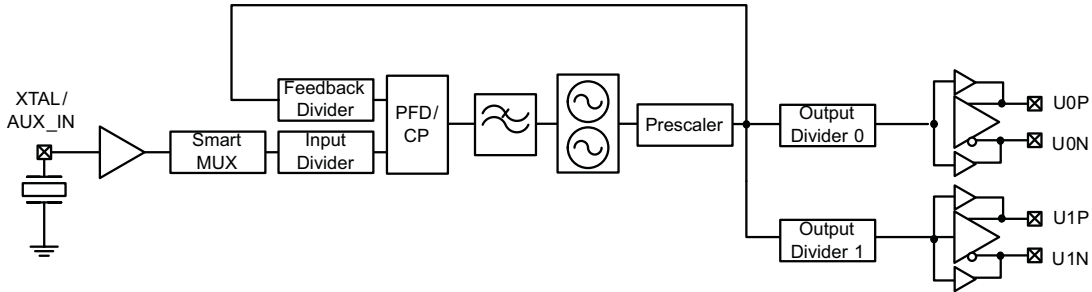 XTAL/
AUX_IN
Smart
MUX
Feedback
Divider
Input
Divider
PFD/
CP
Prescaler
Output
Divider 0
Output
Divider 1
U0P
U0N
U1P
U1N